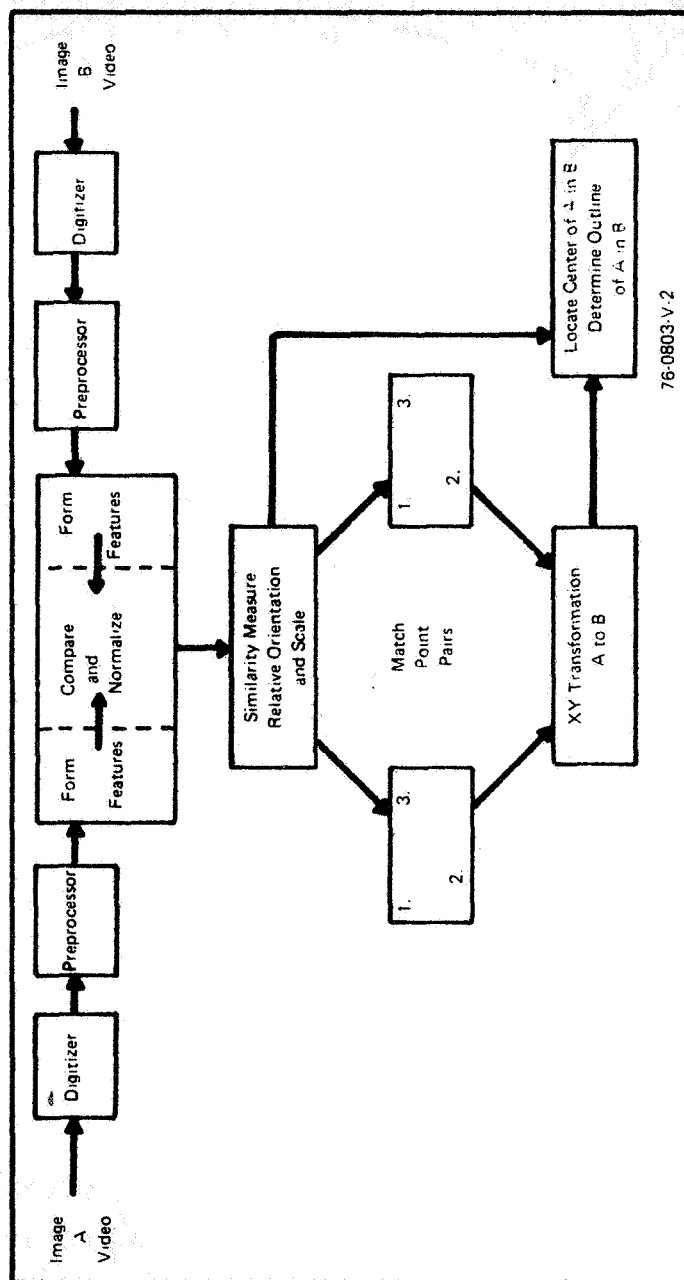 Image
A
Video
Digitizer
Preprocessor
Form
Features
Compare
and
Normalize
Form
Features
Preprocessor
Digitizer
Image
B
Video
Similarity Measure
Relative Orientation
and Scale
1.
3.
2.
Match
Point
Pairs
1.
3.
2.
XY Transformation
A to B
Locate Center of A in B
Determine Outline
of A in B
76-0803-V-2